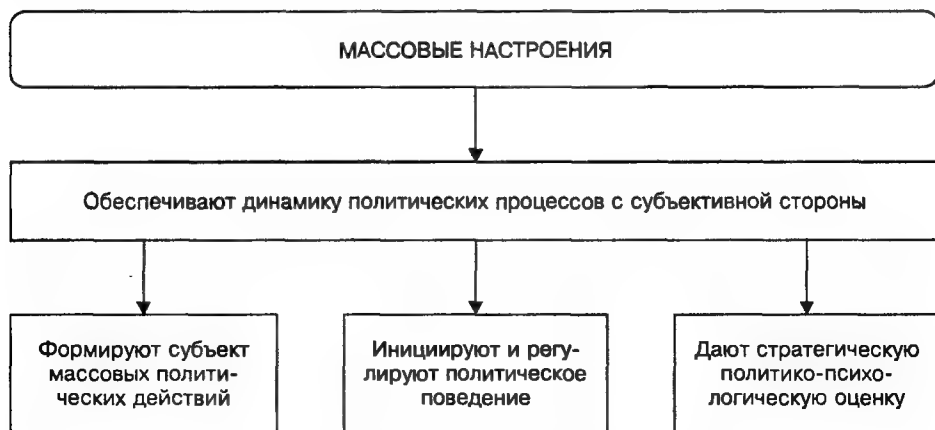 МАССОВЫЕ НАСТРОЕНИЯ
Обеспечивают динамику политических процессов с субъективной стороны
Формируют субъект
массовых полити-
ческих действий
Инициируют и регу-
лируют политическое
поведение
Дают стратегическую
политико-психо-
логическую оценку